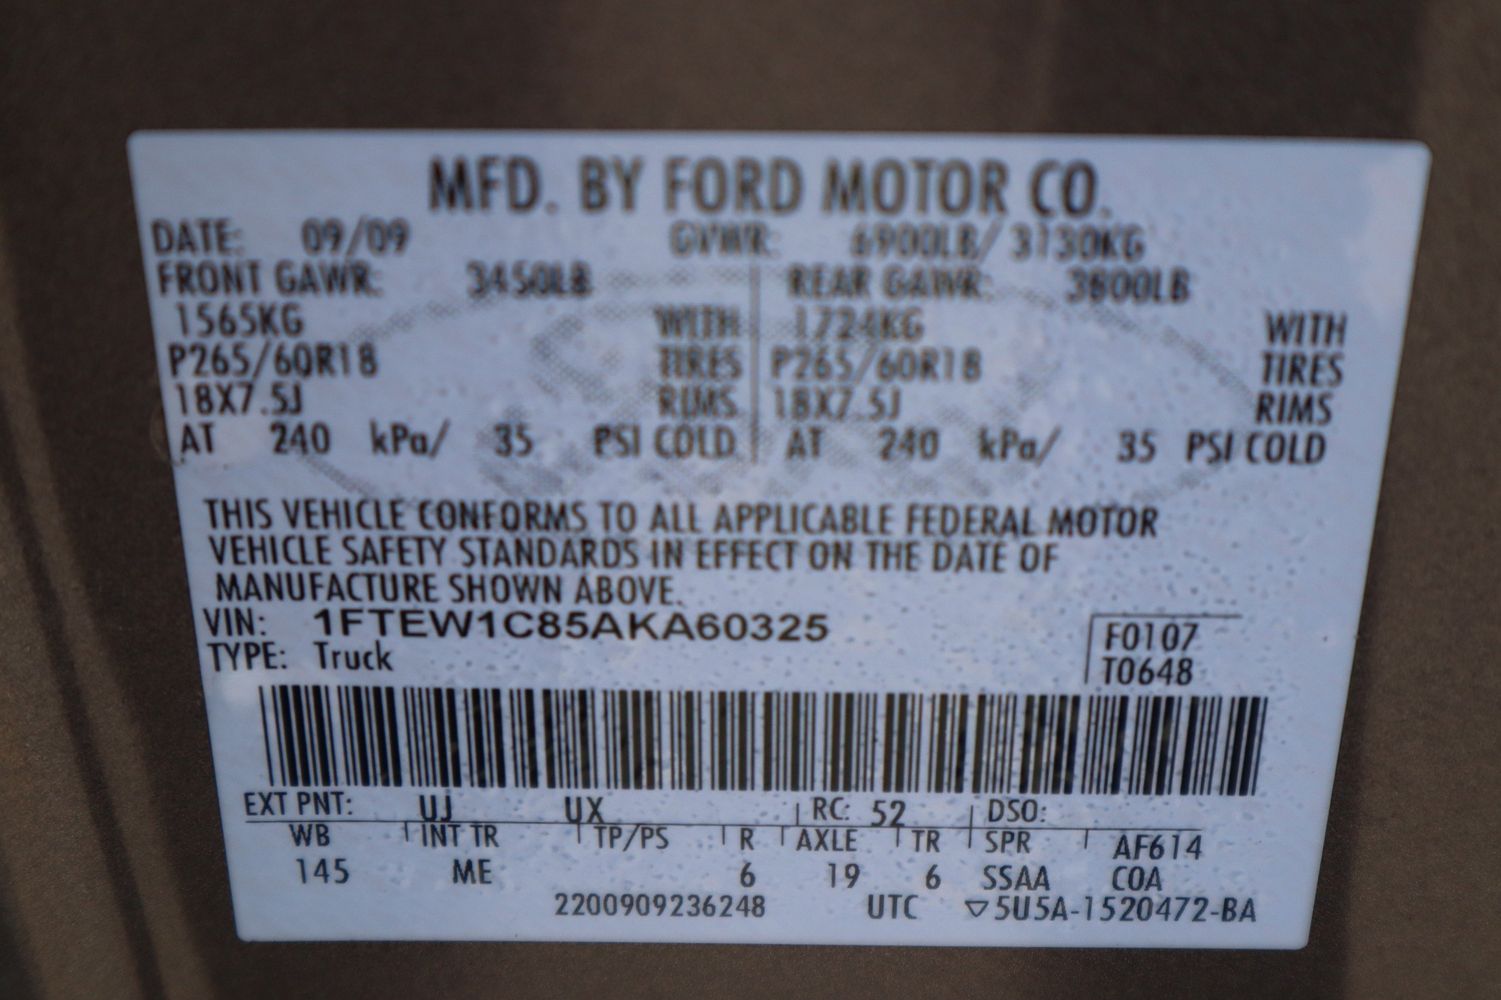 MFD. BY FORD MOTOR CO.
DATE: 09/09 GVWR: 6900LB/ 3130KG
FRONT GAWR: 3450LB REAR GAWR: 3800LB
1565KG WITH 1724KG WITH
P265/60R18 TIRES P265/60R18 TIRES
18X7.5J RIMS 18X7.5J RIMS
AT 240 kPa/ 35 PSI COLD AT 240 kPa/ 35 PSI COLD
THIS VEHICLE CONFORMS TO ALL APPLICABLE FEDERAL MOTOR
VEHICLE SAFETY STANDARDS IN EFFECT ON THE DATE OF
MANUFACTURE SHOWN ABOVE.
VIN: 1FTEW1C85AKA60325 F0107
TYPE: Truck T0648
EXT PNT: UJ UX RC: 52 DSO:
WB INT TR TP/PS R AXLE TR SPR AF614
145 ME 6 19 6 SSAA COA
2200909236248 UTC ▽5U5A-1520472-BA